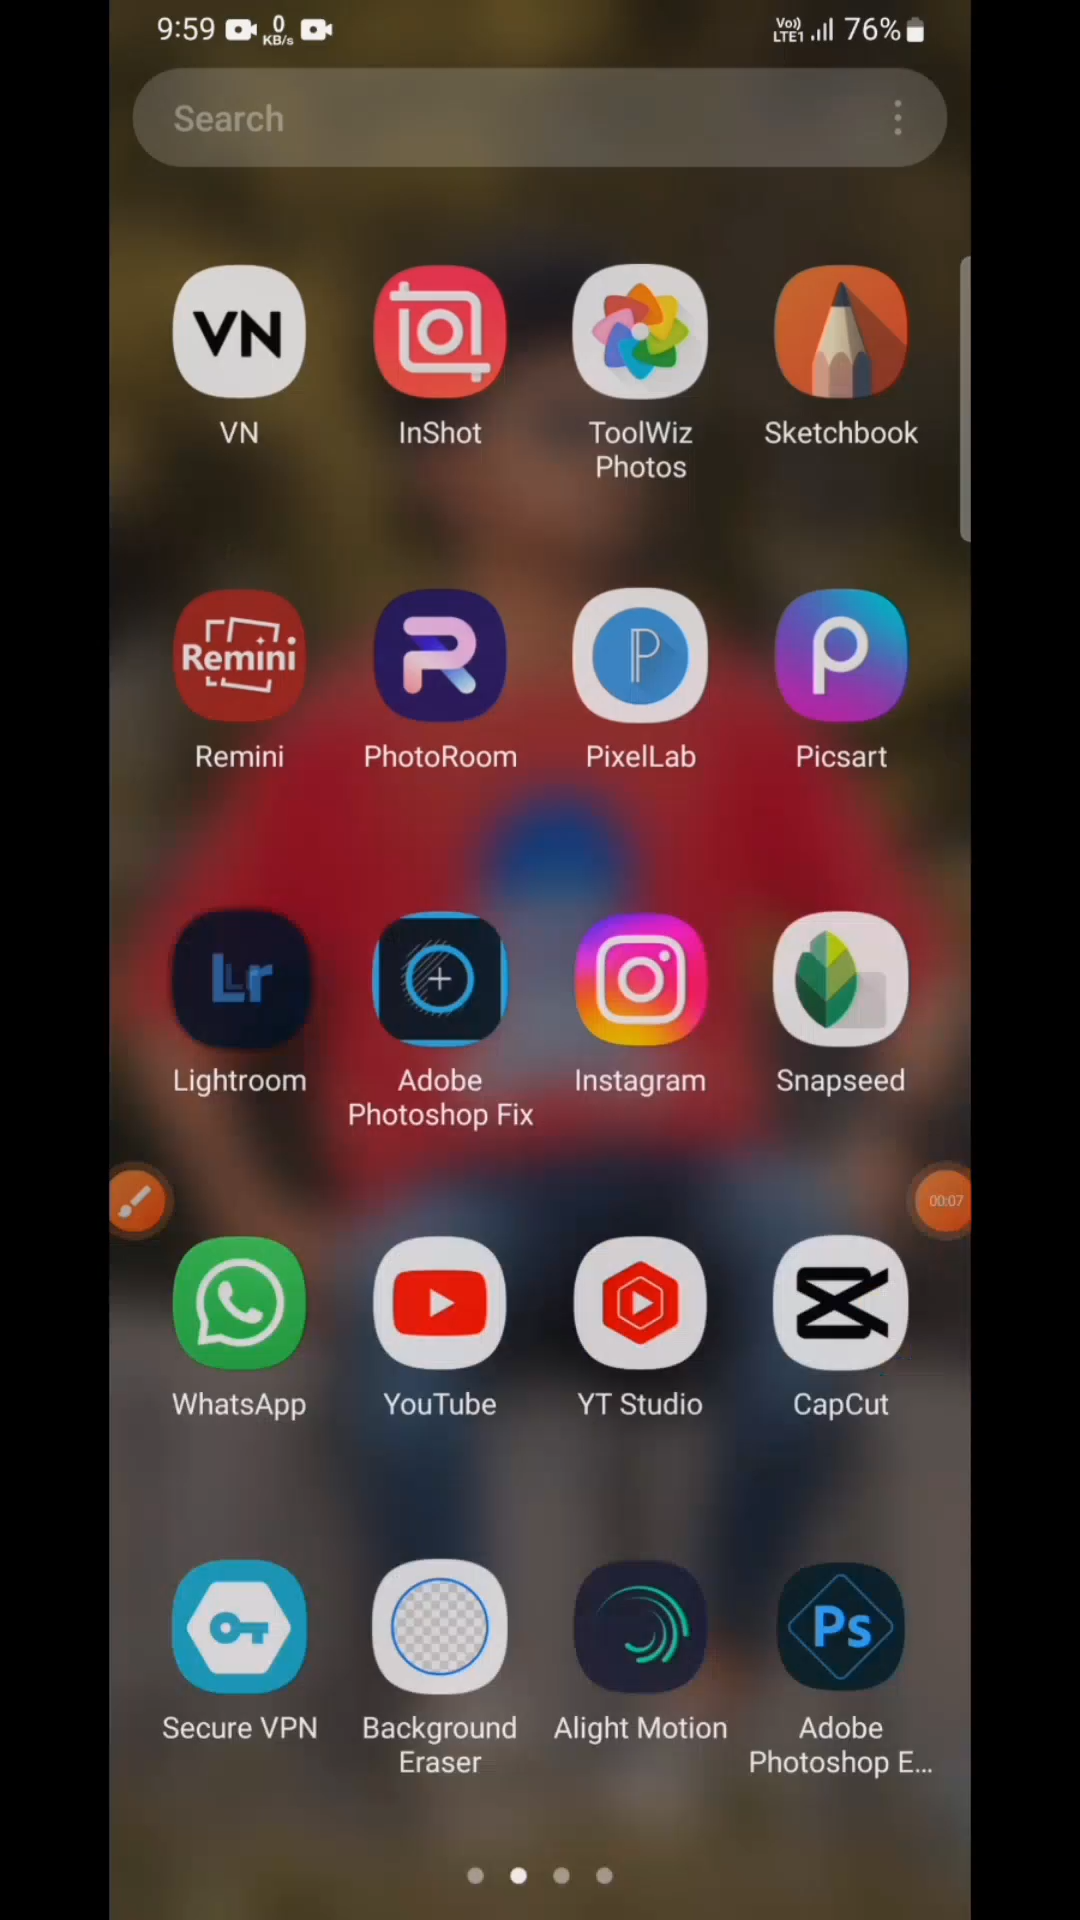 9:59 0 KB/s Vo)) LTE1 76%
Search
VN
VN InShot ToolWiz Photos Sketchbook
Remini
Remini PhotoRoom PixelLab Picsart
Lr
Lightroom Adobe Photoshop Fix Instagram Snapseed
00:07
WhatsApp YouTube YT Studio CapCut
Ps
Secure VPN Background Eraser Alight Motion Adobe Photoshop E...